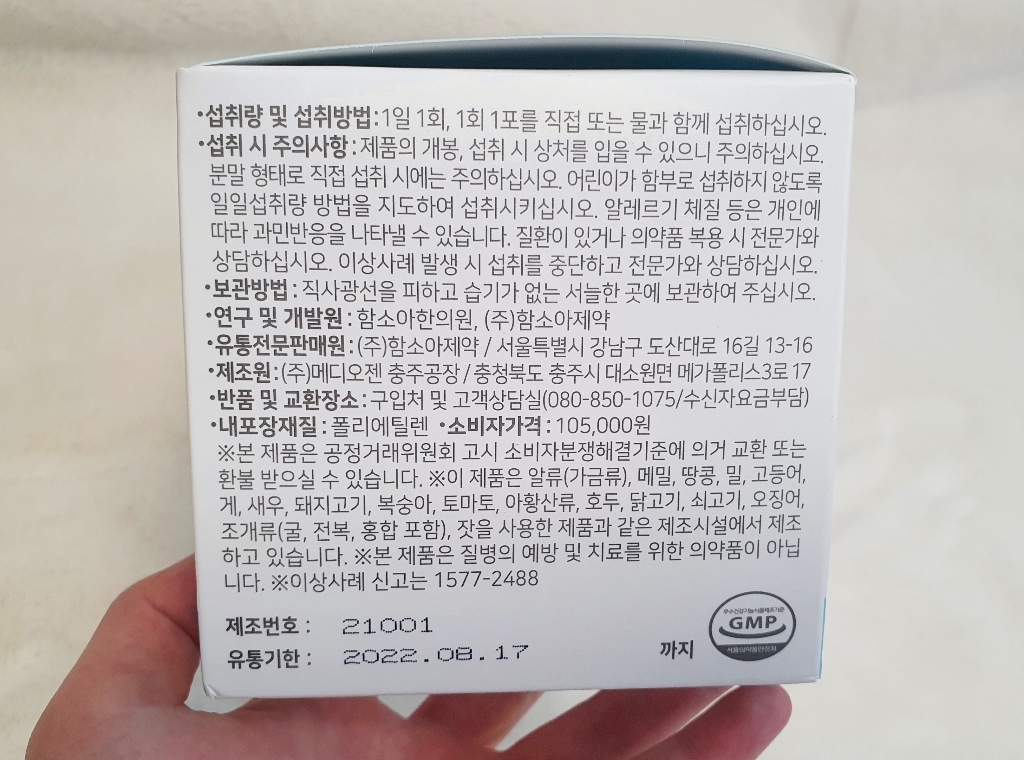 •섭취량 및 섭취방법:1일 1회, 1회 1포를 직접 또는 물과 함께 섭취하십시오.
•섭취 시 주의사항:제품의 개봉, 섭취 시 상처를 입을 수 있으니 주의하십시오.
분말 형태로 직접 섭취 시에는 주의하십시오. 어린이가 함부로 섭취하지 않도록
일일섭취량 방법을 지도하여 섭취시키십시오. 알레르기 체질 등은 개인에
따라 과민반응을 나타낼 수 있습니다. 질환이 있거나 의약품 복용 시 전문가와
상담하십시오. 이상사례 발생 시 섭취를 중단하고 전문가와 상담하십시오.
•보관방법:직사광선을 피하고 습기가 없는 서늘한 곳에 보관하여 주십시오.
•연구 및 개발원:함소아한의원, (주)함소아제약
•유통전문판매원:(주)함소아제약 / 서울특별시 강남구 도산대로 16길 13-16
•제조원:(주)메디오젠 충주공장 / 충청북도 충주시 대소원면 메가폴리스3로 17
•반품 및 교환장소:구입처 및 고객상담실(080-850-1075/수신자요금부담)
•내포장재질:폴리에틸렌 •소비자가격:105,000원
※본 제품은 공정거래위원회 고시 소비자분쟁해결기준에 의거 교환 또는
환불 받으실 수 있습니다. ※이 제품은 알류(가금류), 메밀, 땅콩, 밀, 고등어,
게, 새우, 돼지고기, 복숭아, 토마토, 아황산류, 호두, 닭고기, 쇠고기, 오징어,
조개류(굴, 전복, 홍합 포함), 잣을 사용한 제품과 같은 제조시설에서 제조
하고 있습니다. ※본 제품은 질병의 예방 및 치료를 위한 의약품이 아닙
니다. ※이상사례 신고는 1577-2488
제조번호 : 21001
유통기한 : 2022.08.17 까지
우수건강기능식품제조기준
GMP
식품의약품안전처